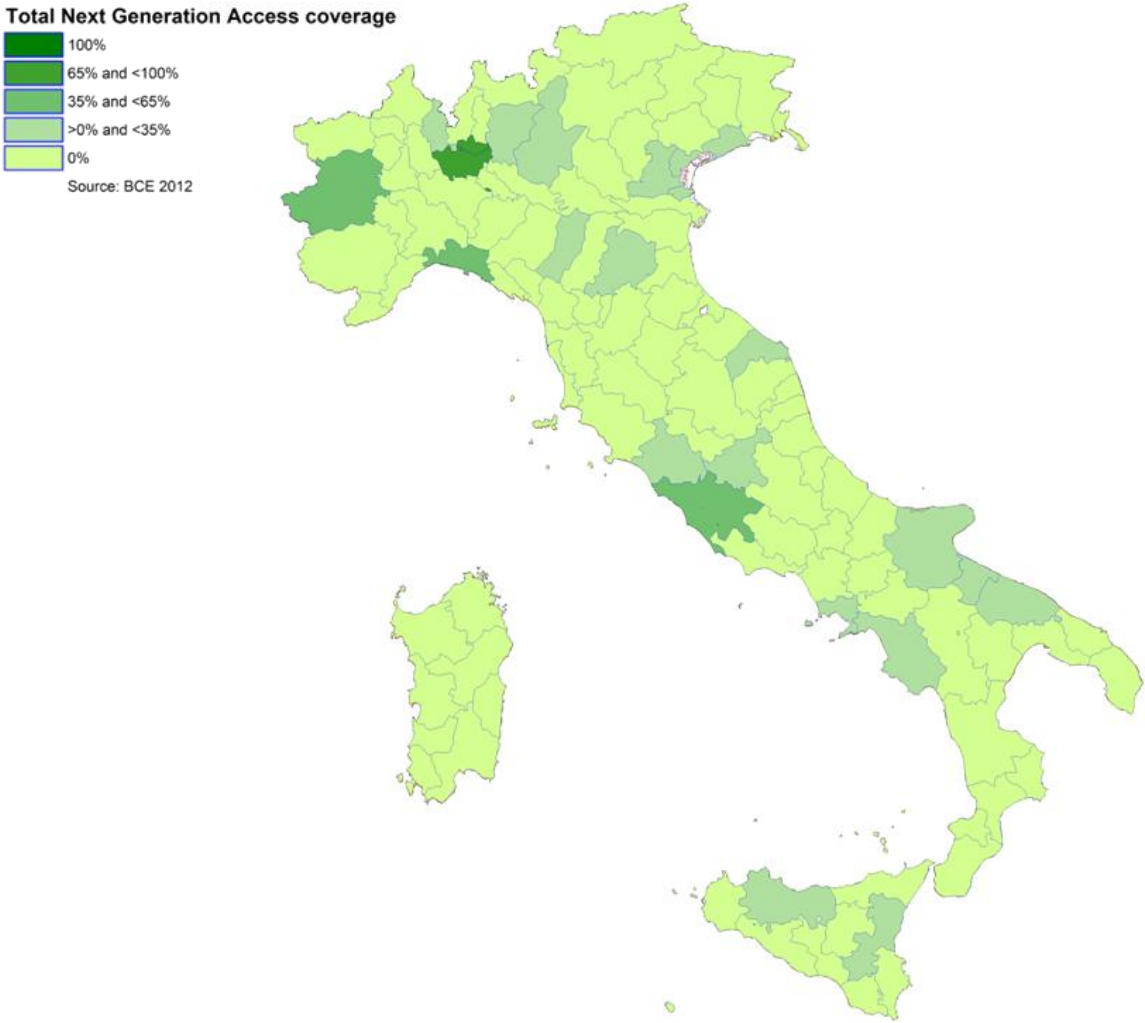 Total Next Generation Access coverage
100%
65% and <100%
35% and <65%
>0% and <35%
0%
Source: BCE 2012